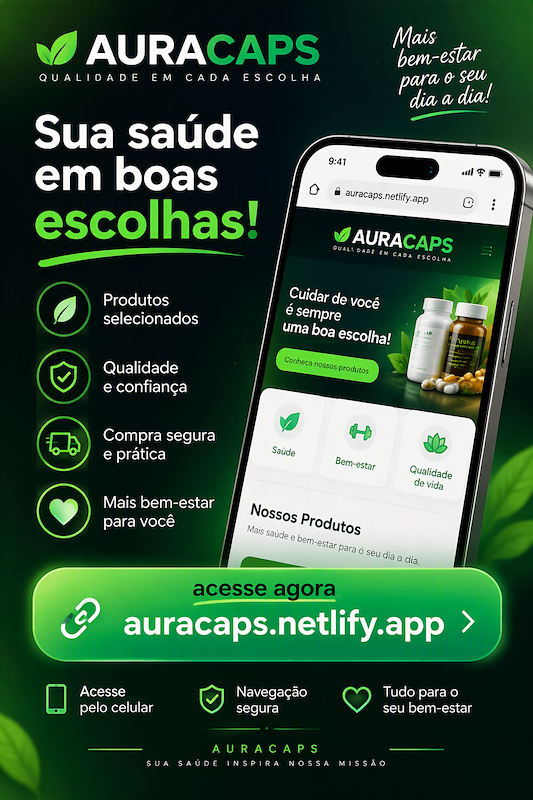 AURACAPS
QUALIDADE EM CADA ESCOLHA
Mais
bem-estar
para o seu
dia a dia!
Sua saúde
em boas
escolhas!
Produtos
selecionados
Qualidade
e confiança
Compra segura
e prática
Mais bem-estar
para você
9:41
auracaps.netlify.app
AURACAPS
QUALIDADE EM CADA ESCOLHA
Cuidar de você
é sempre
uma boa escolha!
Conheça nossos produtos
Saúde
Bem-estar
Qualidade
de vida
Nossos Produtos
Mais saúde e bem-estar para o seu dia a dia.
acesse agora
auracaps.netlify.app
Acesse
pelo celular
Navegação
segura
Tudo para o
seu bem-estar
AURACAPS
SUA SAÚDE INSPIRA NOSSA MISSÃO